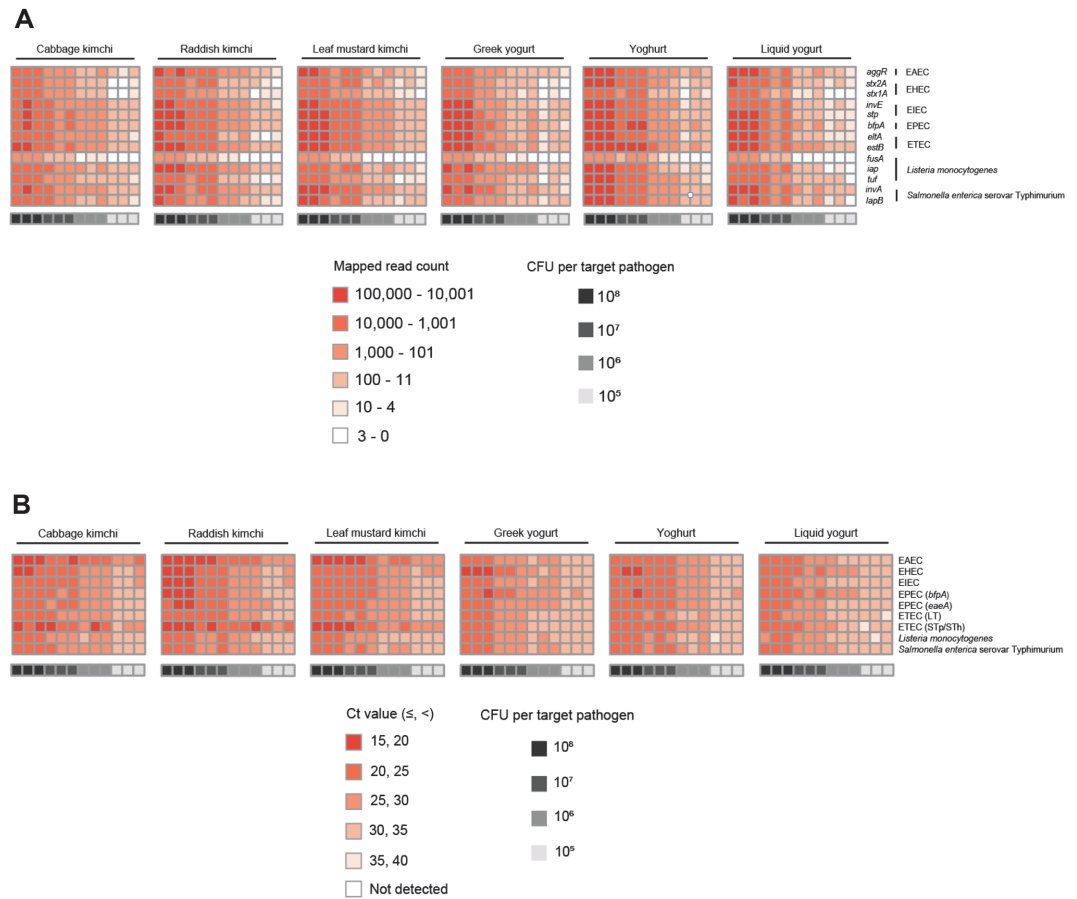 A
Cabbage kimchi Raddish kimchi Leaf mustard kimchi Greek yogurt Yoghurt Liquid yogurt
aggR EAEC
stx2A
EHEC
stx1A
invE
EIEC
stp
bfpA EPEC
eltA
ETEC
estB
fusA
iap Listeria monocytogenes
tuf
invA
Salmonella enterica serovar Typhimurium
lapB
Mapped read count CFU per target pathogen
100,000 - 10,001 10⁸
10,000 - 1,001 10⁷
1,000 - 101 10⁶
100 - 11 10⁵
10 - 4
3 - 0
B
Cabbage kimchi Raddish kimchi Leaf mustard kimchi Greek yogurt Yoghurt Liquid yogurt
EAEC
EHEC
EIEC
EPEC (bfpA)
EPEC (eaeA)
ETEC (LT)
ETEC (STp/STh)
Listeria monocytogenes
Salmonella enterica serovar Typhimurium
Ct value (≤, <) CFU per target pathogen
15, 20 10⁸
20, 25 10⁷
25, 30 10⁶
30, 35 10⁵
35, 40
Not detected